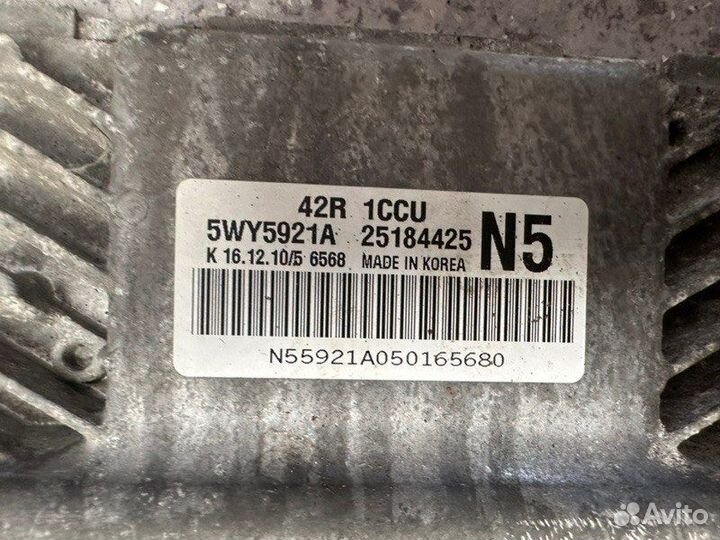 42R 1CCU
5WY5921A 25184425 N5
K 16.12.10/5 6568 MADE IN KOREA
N55921A050165680
Avito